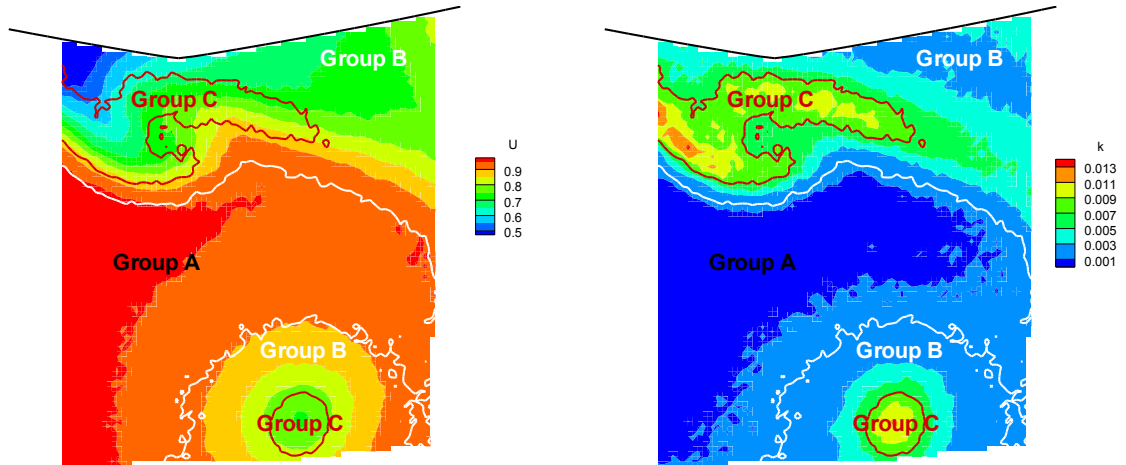 Group B
Group C
U
0.9
0.8
0.7
0.6
0.5
Group A
Group B
Group C
Group B
Group C
k
0.013
0.011
0.009
0.007
0.005
0.003
0.001
Group A
Group B
Group C